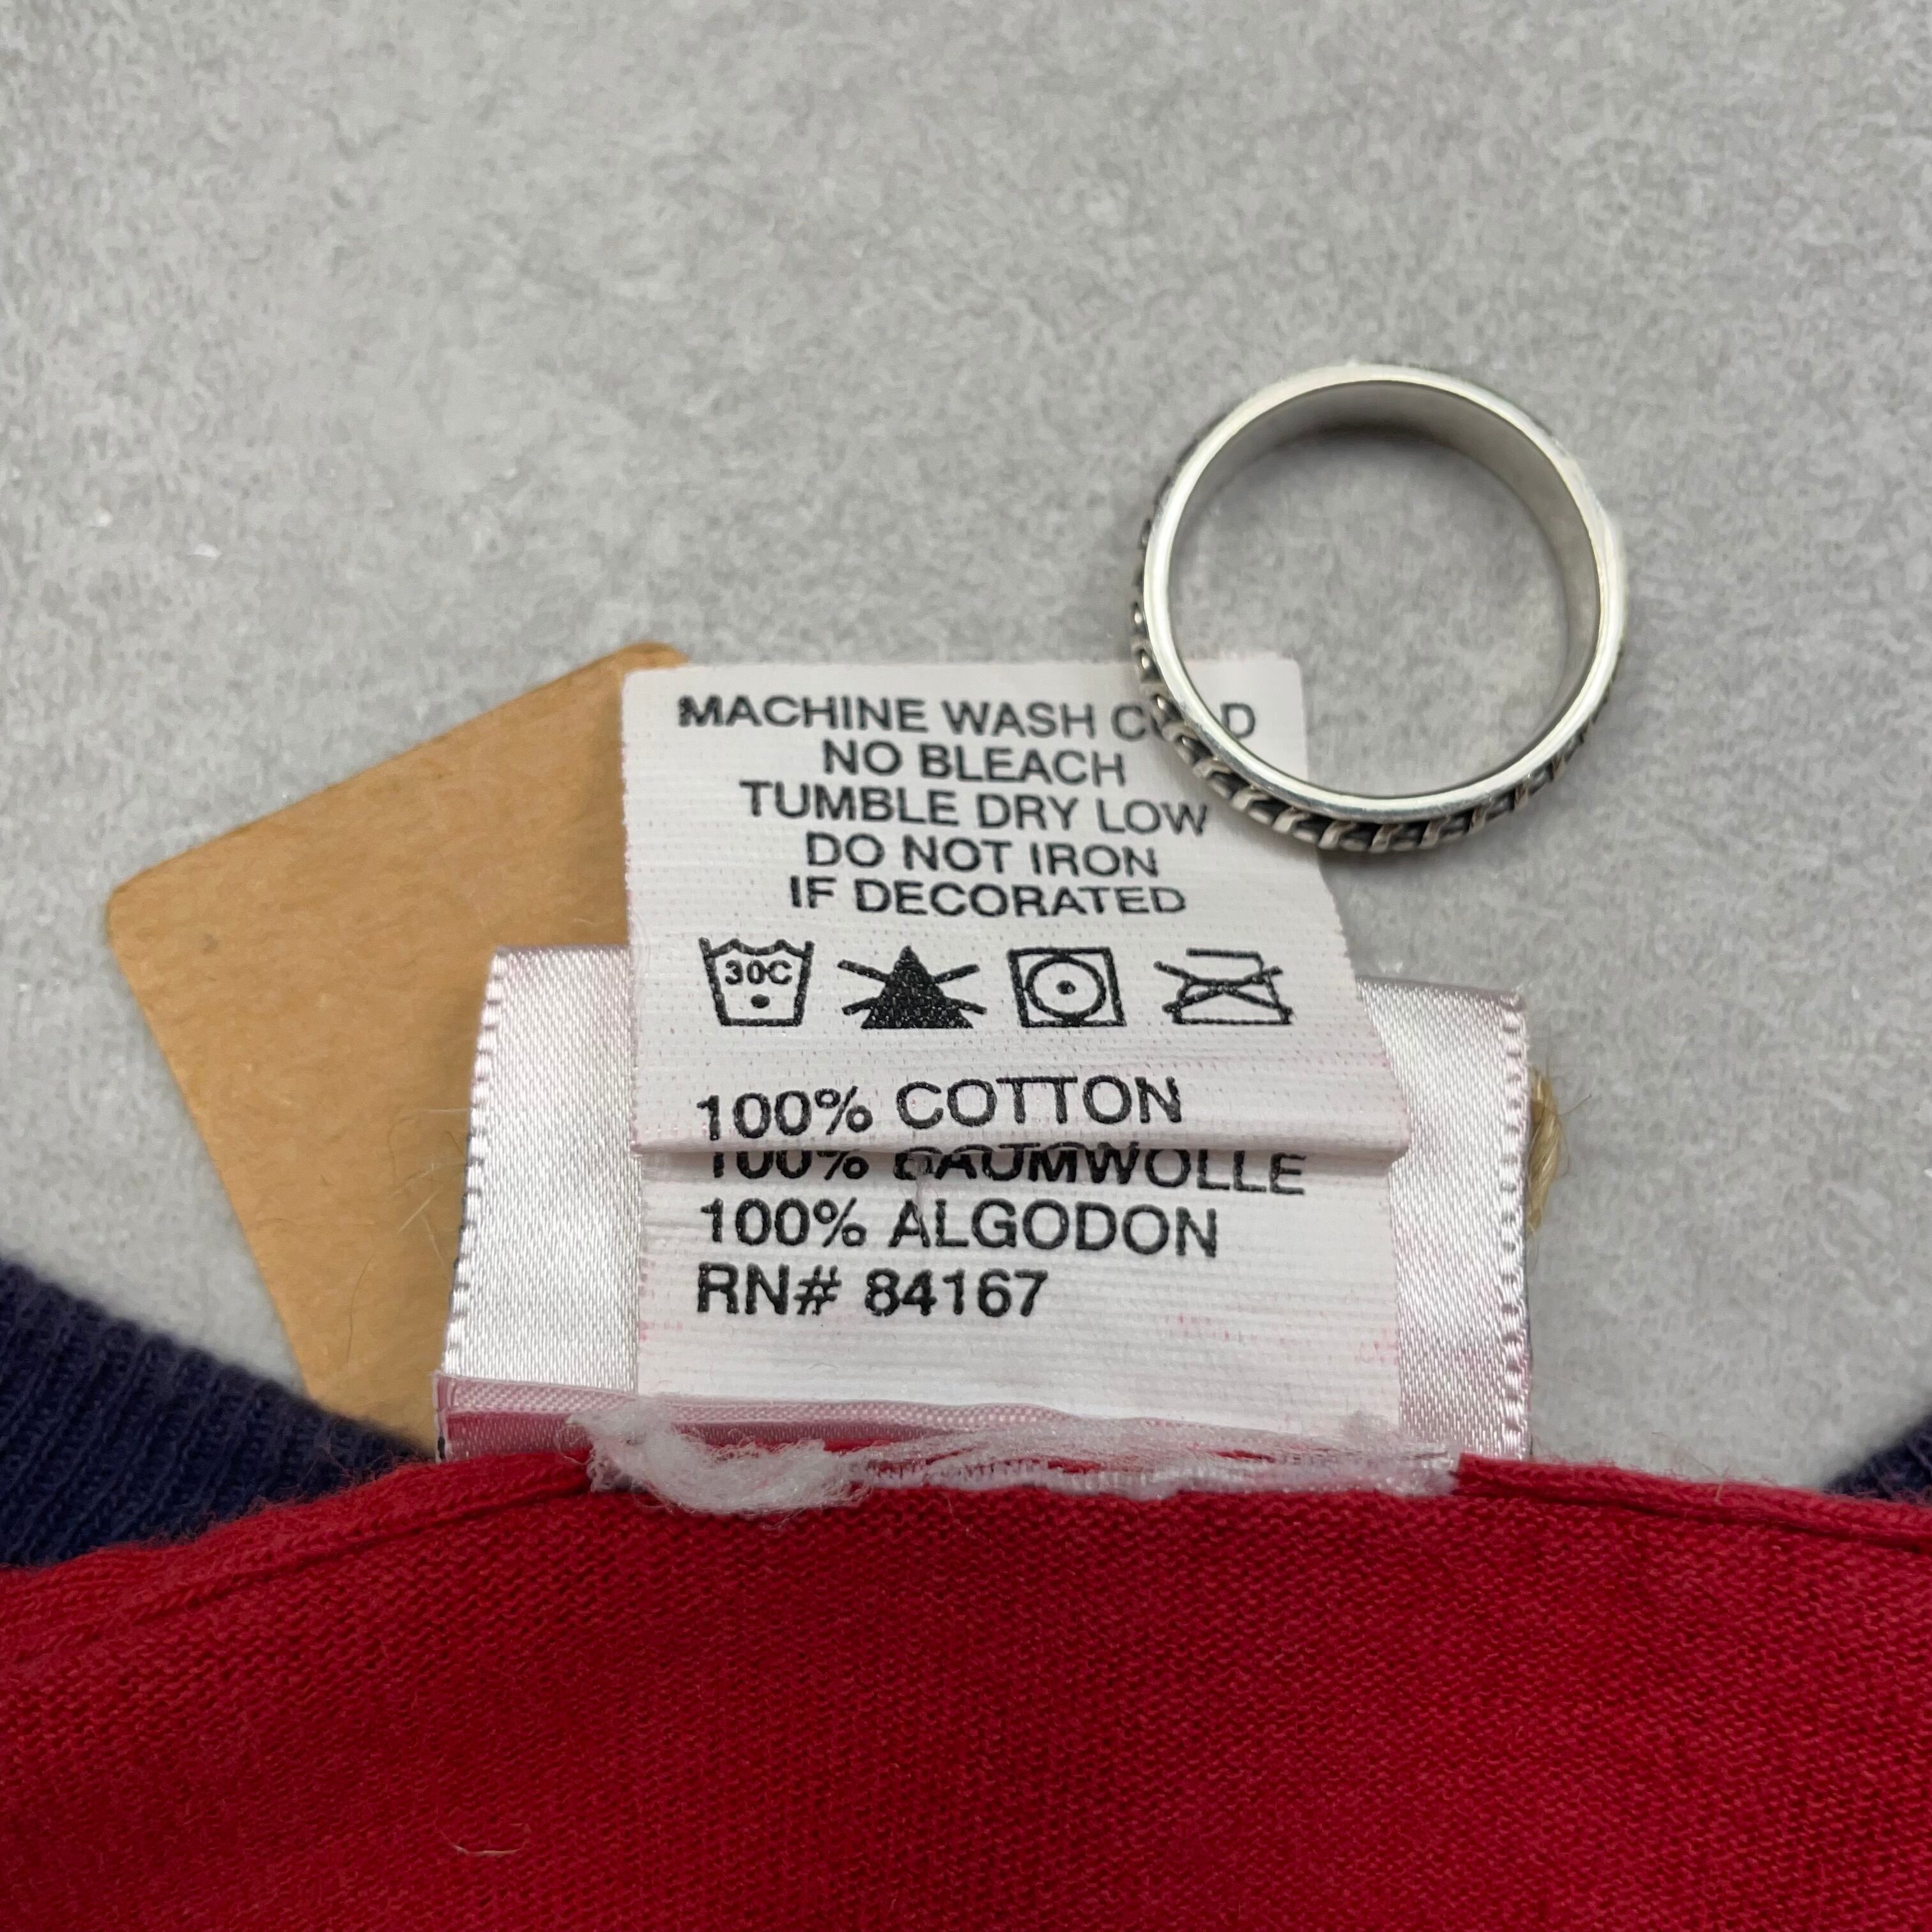 MACHINE WASH COLD
NO BLEACH
TUMBLE DRY LOW
DO NOT IRON
IF DECORATED
30C
100% COTTON
100% BAUMWOLLE
100% ALGODON
RN# 84167